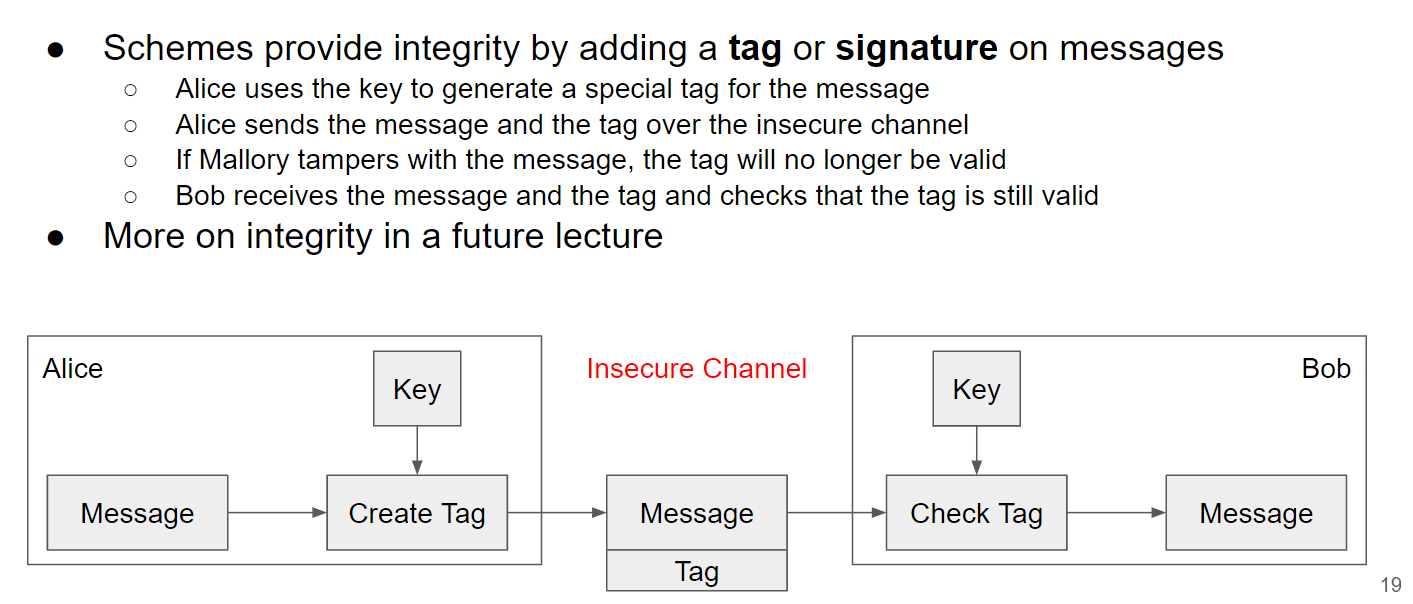 ● Schemes provide integrity by adding a tag or signature on messages
○ Alice uses the key to generate a special tag for the message
○ Alice sends the message and the tag over the insecure channel
○ If Mallory tampers with the message, the tag will no longer be valid
○ Bob receives the message and the tag and checks that the tag is still valid
● More on integrity in a future lecture
Alice
Key
Message
Create Tag
Insecure Channel
Message
Tag
Bob
Key
Check Tag
Message
19